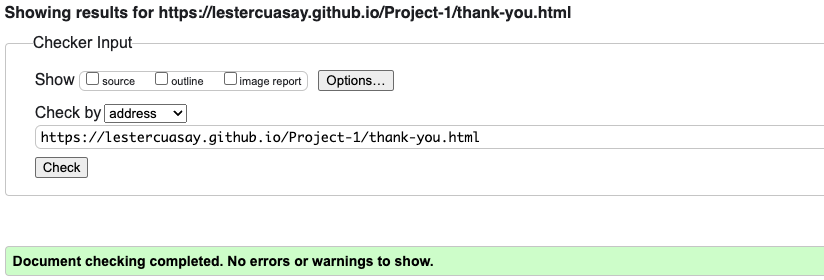 Showing results for https://lestercuasay.github.io/Project-1/thank-you.html
Checker Input
Show source outline image report Options...
Check by address
https://lestercuasay.github.io/Project-1/thank-you.html
Check
Document checking completed. No errors or warnings to show.